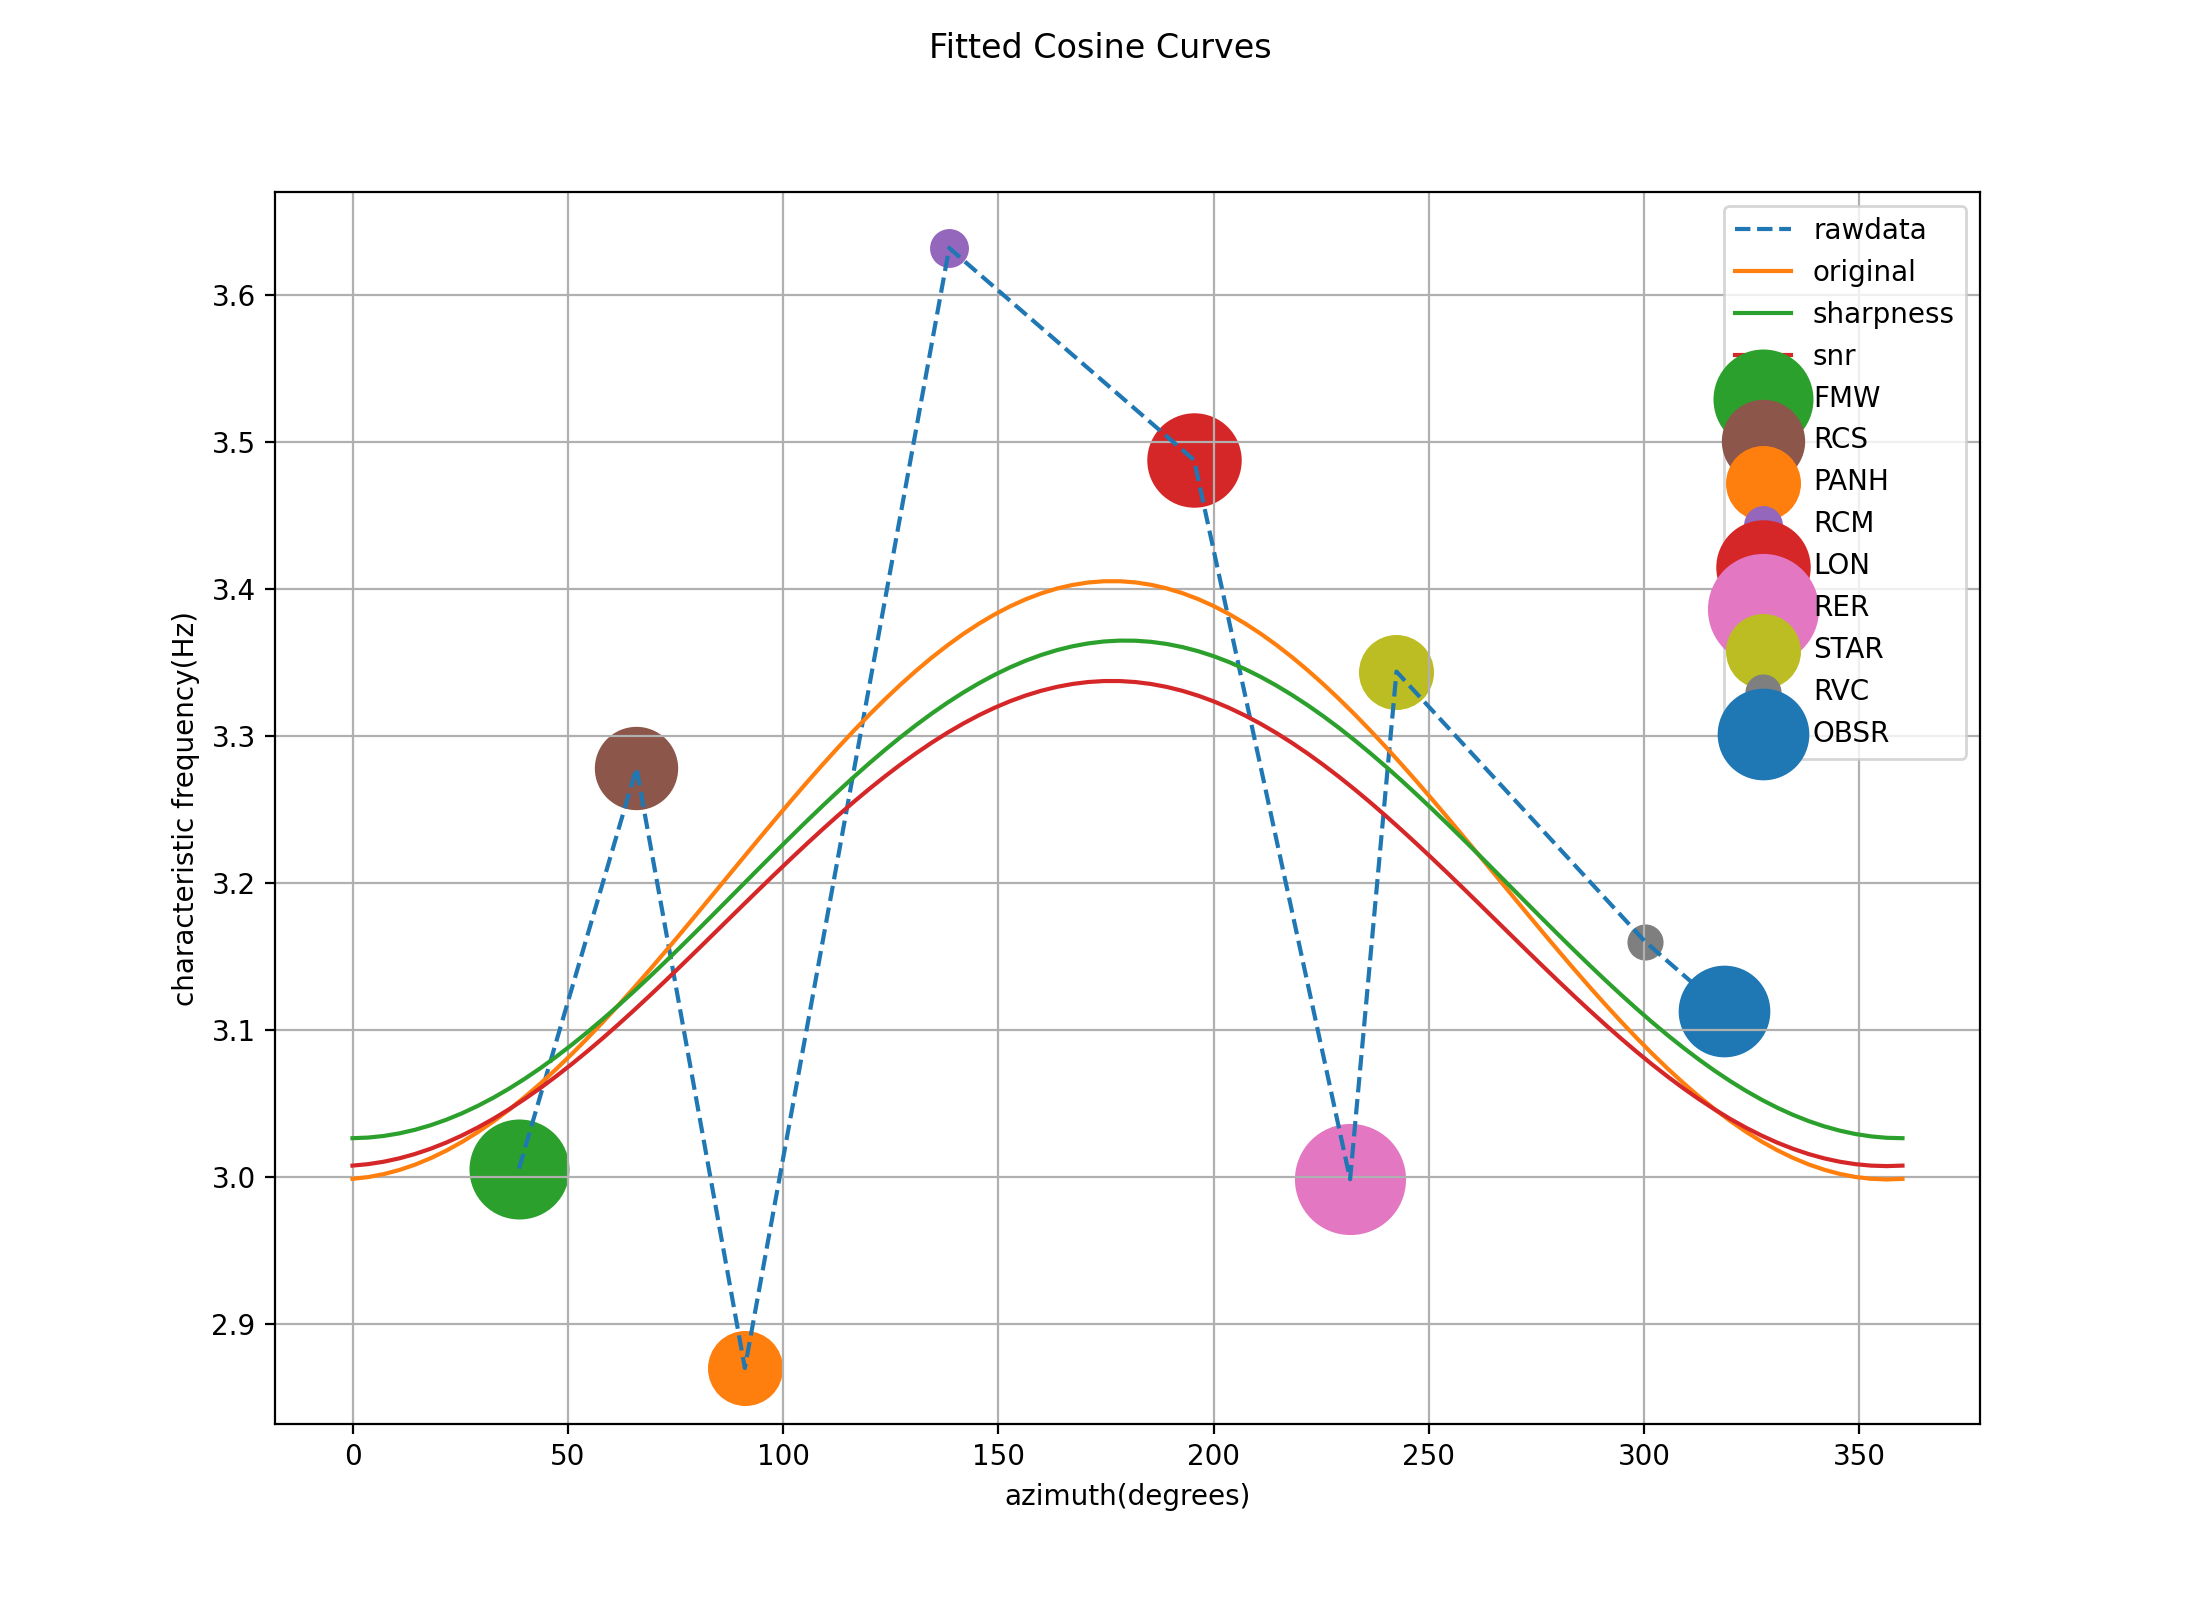 Fitted Cosine Curves
characteristic frequency(Hz)
3.6
3.5
3.4
3.3
3.2
3.1
3.0
2.9
rawdata
original
sharpness
snr
FMW
RCS
PANH
RCM
LON
RER
STAR
RVC
OBSR
0 50 100 150 200 250 300 350
azimuth(degrees)